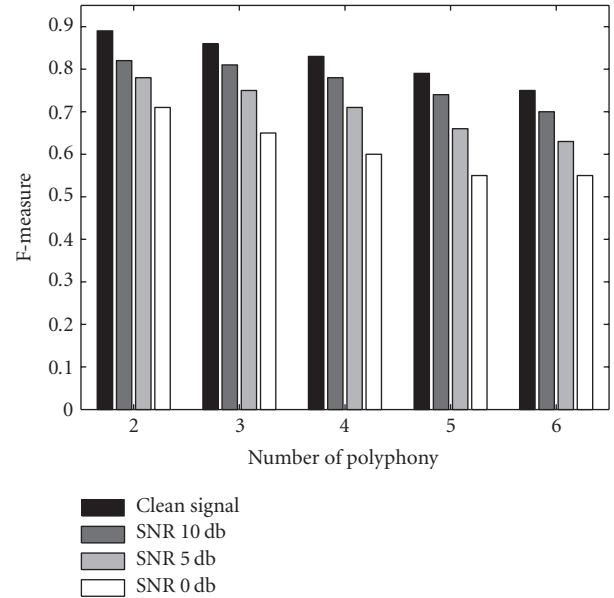 0.9
0.8
0.7
0.6
0.5
0.4
0.3
0.2
0.1
0
F-measure
2 3 4 5 6
Number of polyphony
Clean signal
SNR 10 db
SNR 5 db
SNR 0 db